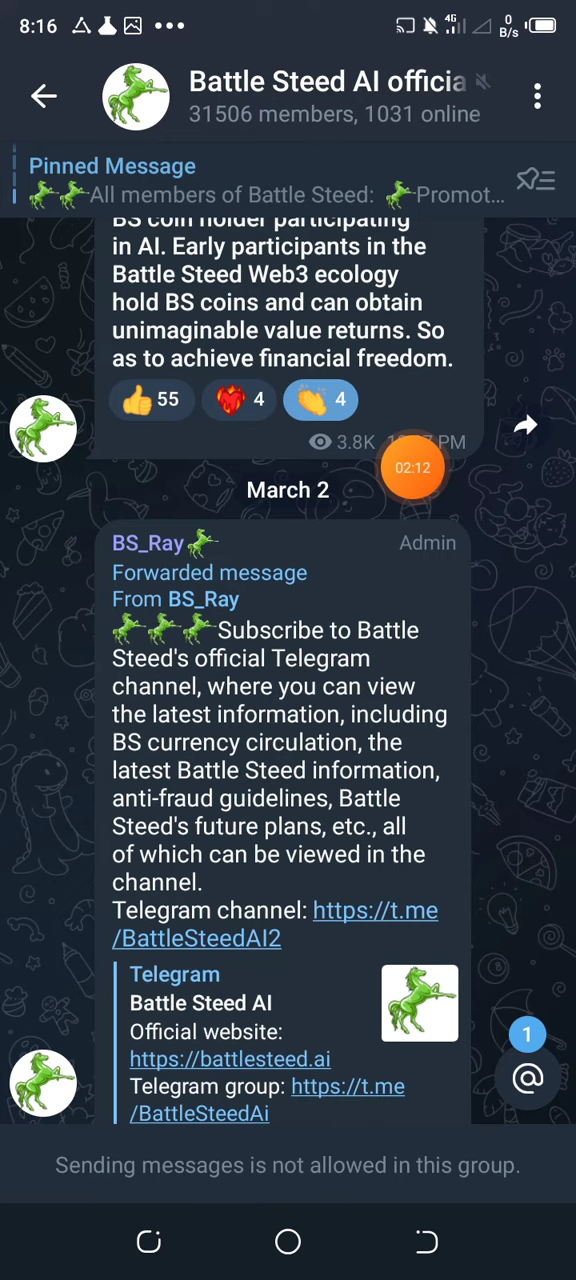 8:16
4G
0
B/s
Battle Steed AI officia
31506 members, 1031 online
Pinned Message
All members of Battle Steed: Promot...
BS coin holder participating
in AI. Early participants in the
Battle Steed Web3 ecology
hold BS coins and can obtain
unimaginable value returns. So
as to achieve financial freedom.
55 4 4
3.8K PM
02:12
March 2
BS_Ray Admin
Forwarded message
From BS_Ray
Subscribe to Battle
Steed's official Telegram
channel, where you can view
the latest information, including
BS currency circulation, the
latest Battle Steed information,
anti-fraud guidelines, Battle
Steed's future plans, etc., all
of which can be viewed in the
channel.
Telegram channel: https://t.me
/BattleSteedAI2
Telegram
Battle Steed AI
Official website:
https://battlesteed.ai
Telegram group: https://t.me
/BattleSteedAi
1
@
Sending messages is not allowed in this group.